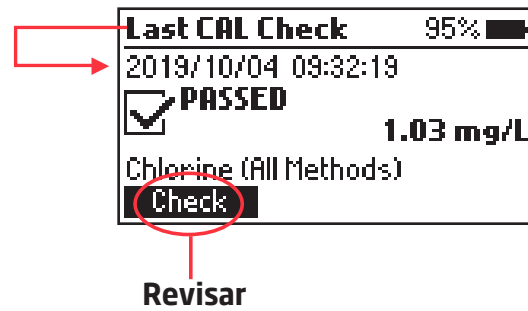 Last CAL Check 95%
2019/10/04 09:32:19
PASSED
1.03 mg/L
Chlorine (All Methods)
Check
Revisar